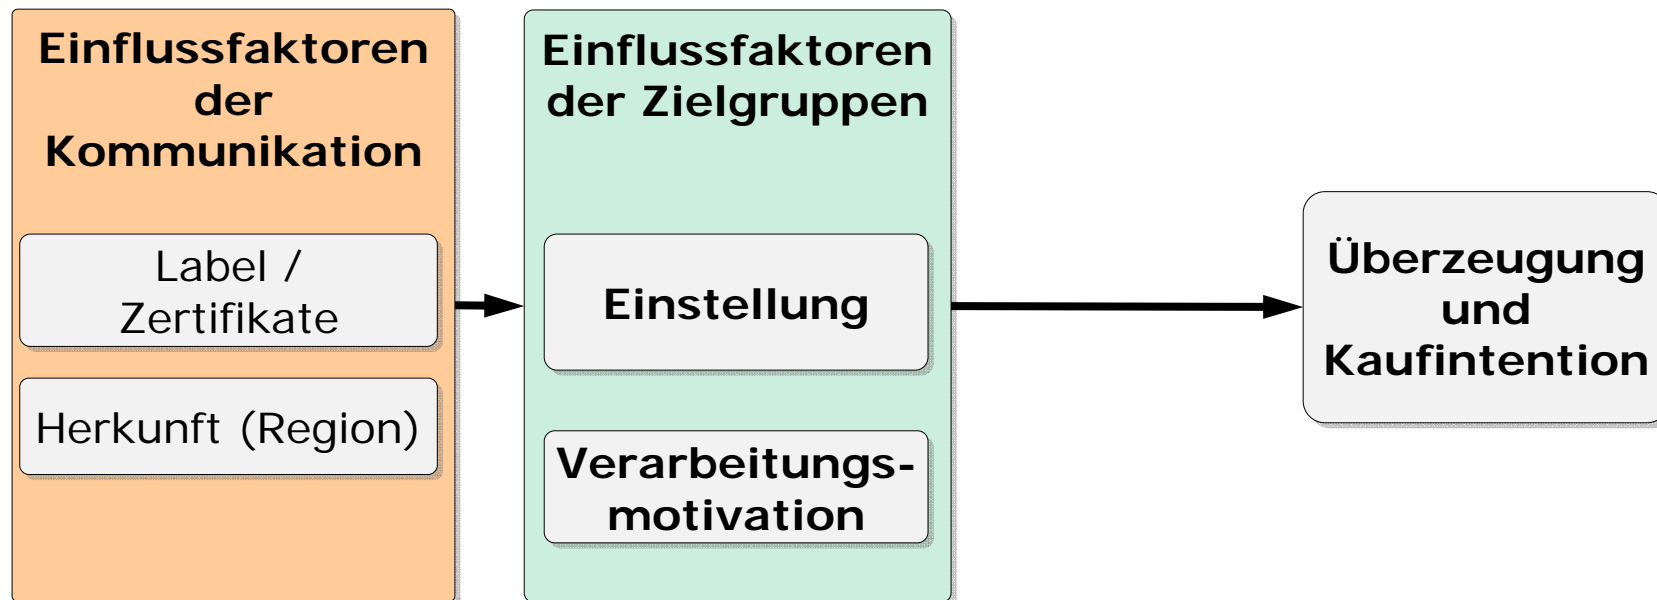 Einflussfaktoren
der
Kommunikation
Label /
Zertifikate
Herkunft (Region)
Einflussfaktoren
der Zielgruppen
Einstellung
Verarbeitungs-
motivation
Überzeugung
und
Kaufintention